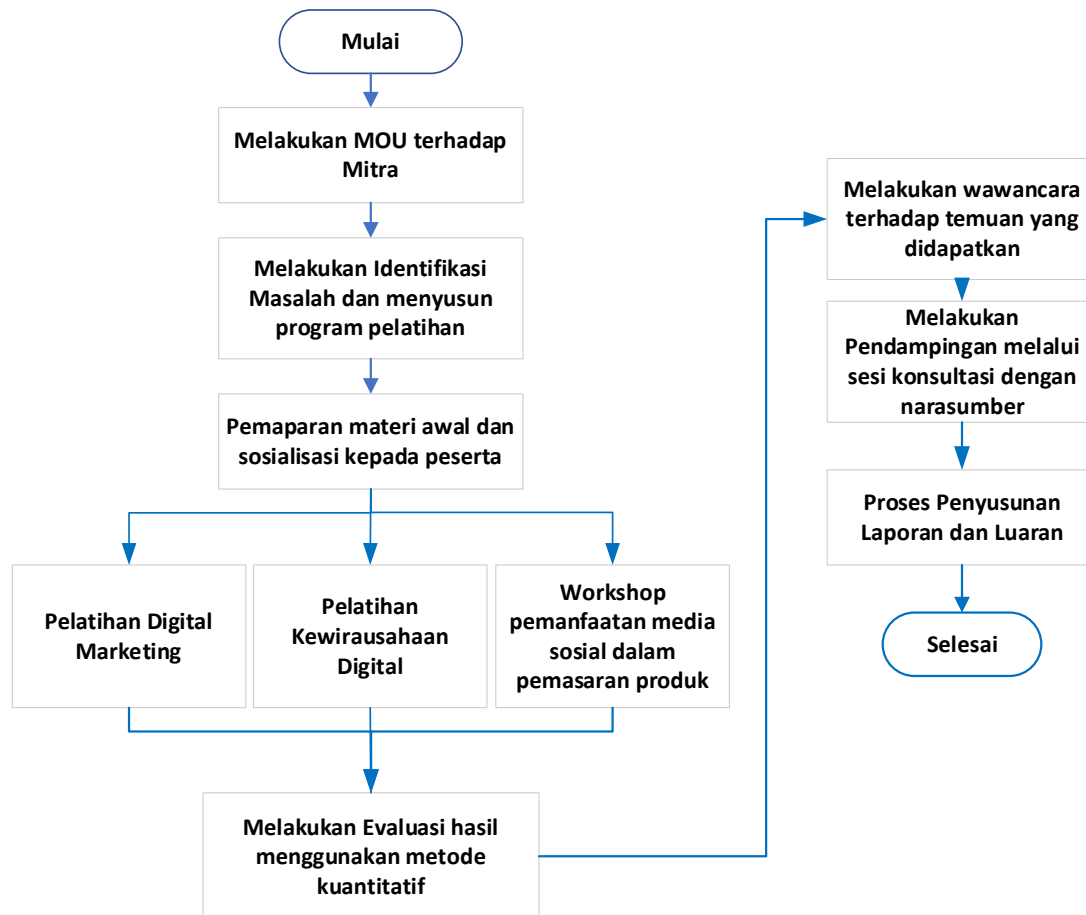 Mulai
Melakukan MOU terhadap
Mitra
Melakukan Identifikasi
Masalah dan menyusun
program pelatihan
Pemaparan materi awal dan
sosialisasi kepada peserta
Pelatihan Digital
Marketing
Pelatihan
Kewirausahaan
Digital
Workshop
pemanfaatan media
sosial dalam
pemasaran produk
Melakukan Evaluasi hasil
menggunakan metode
kuantitatif
Melakukan wawancara
terhadap temuan yang
didapatkan
Melakukan
Pendampingan melalui
sesi konsultasi dengan
narasumber
Proses Penyusunan
Laporan dan Luaran
Selesai